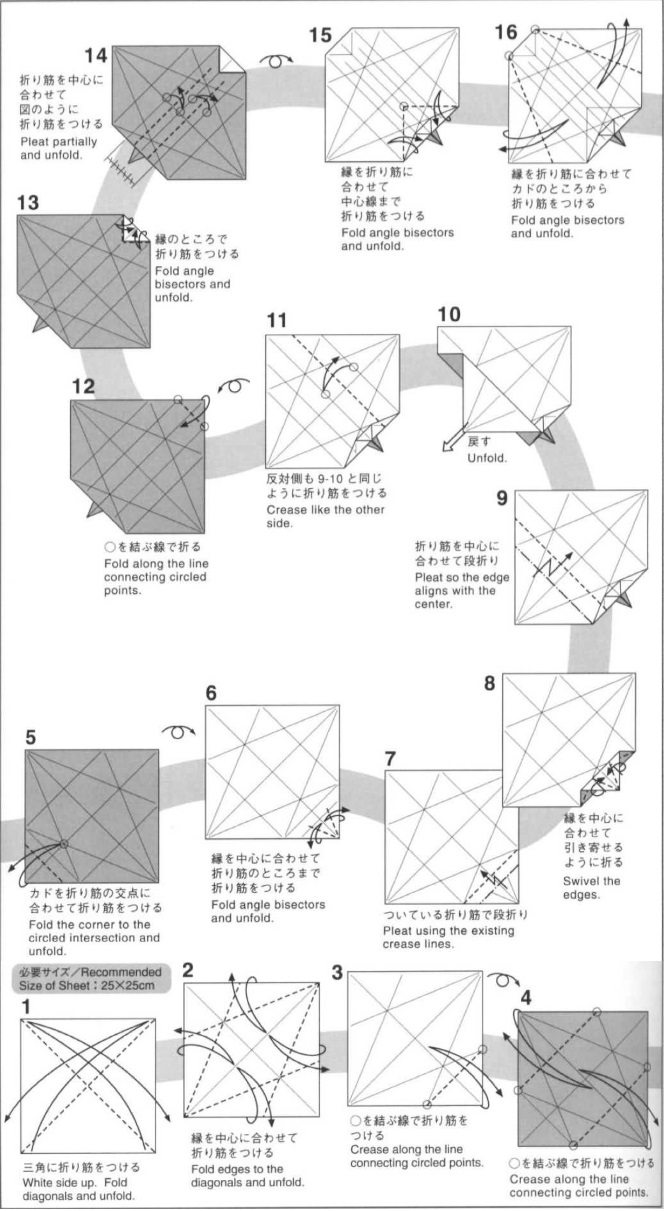 必要サイズ／Recommended
Size of Sheet：25×25cm
1
三角に折り筋をつける
White side up. Fold
diagonals and unfold.
2
縁を中心に合わせて
折り筋をつける
Fold edges to the
diagonals and unfold.
3
○を結ぶ線で折り筋を
つける
Crease along the line
connecting circled points.
4
○を結ぶ線で折り筋をつける
Crease along the line
connecting circled points.
5
カドを折り筋の交点に
合わせて折り筋をつける
Fold the corner to the
circled intersection and
unfold.
6
縁を中心に合わせて
折り筋のところまで
折り筋をつける
Fold angle bisectors
and unfold.
7
ついている折り筋で段折り
Pleat using the existing
crease lines.
8
縁を中心に
合わせて
引き寄せる
ように折る
Swivel the
edges.
9
折り筋を中心に
合わせて段折り
Pleat so the edge
aligns with the
center.
10
戻す
Unfold.
11
反対側も9-10と同じ
ように折り筋をつける
Crease like the other
side.
12
○を結ぶ線で折る
Fold along the line
connecting circled
points.
13
縁のところで
折り筋をつける
Fold angle
bisectors and
unfold.
14
折り筋を中心に
合わせて
図のように
折り筋をつける
Pleat partially
and unfold.
15
縁を折り筋に
合わせて
中心線まで
折り筋をつける
Fold angle bisectors
and unfold.
16
縁を折り筋に合わせて
カドのところから
折り筋をつける
Fold angle bisectors
and unfold.